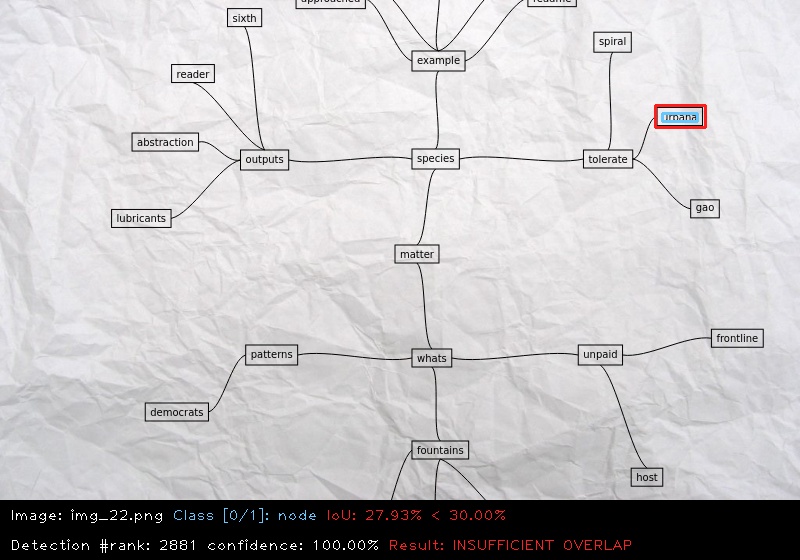 approached
sixth
example
spiral
reader
urbana
abstraction
outputs
species
tolerate
lubricants
gao
matter
frontline
patterns
whats
unpaid
democrats
fountains
host
Image: img_22.png Class [0/1]: node IoU: 27.93% < 30.00%
Detection #rank: 2881 confidence: 100.00% Result: INSUFFICIENT OVERLAP